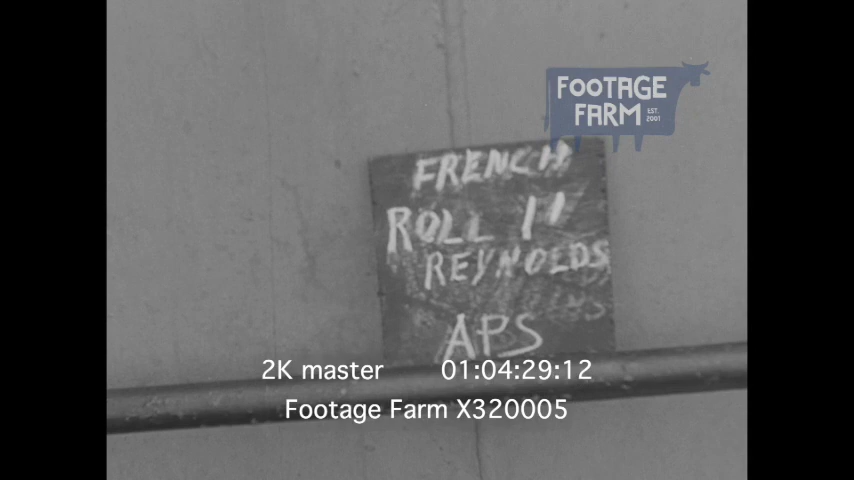 FOOTAGE
FARM
EST.
2001
FRENCH
ROLL 11
REYNOLDS
APS
2K master 01:04:29:12
Footage Farm X320005